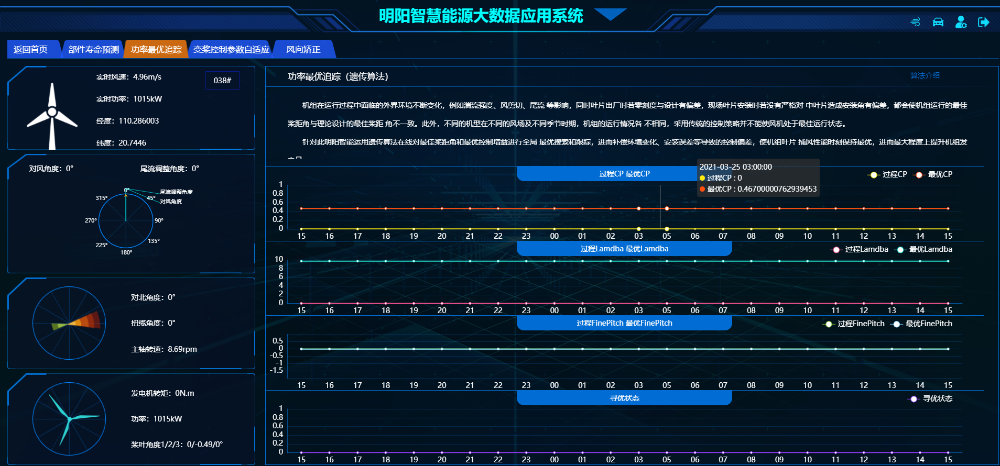 明阳智慧能源大数据应用系统
返回首页
部件寿命预测
功率最优追踪
变桨控制参数自适应
风向矫正
实时风速：4.96m/s
038#
实时功率：1015kW
经度：110.286003
纬度：20.7446
对风角度：0°
尾流调整角度：0°
0°
尾流调整角度
对风角度
315°
45°
270°
90°
225°
135°
180°
对北角度：0°
扭缆角度：0°
主轴转速：8.69rpm
发电机转矩：0N.m
功率：1015kW
桨叶角度1/2/3：0/-0.49/0°
功率最优追踪（遗传算法）
算法介绍
机组在运行过程中面临的外界环境不断变化，例如湍流强度、风剪切、尾流 等影响，同时叶片出厂时若零刻度与设计有偏差，现场叶片安装时若没有严格对 中叶片造成安装角有偏差，都会使机组运行的最佳
桨距角与理论设计的最佳桨距 角不一致。此外，不同的机型在不同的风场及不同季节时期，机组的运行情况各 不相同，采用传统的控制策略并不能使风机处于最佳运行状态。
针对此明阳智能运用遗传算法在线对最佳桨距角和最优控制增益进行全局 最优搜索和跟踪，进而补偿环境变化、安装误差等导致的控制偏差，使机组叶片 捕风性能时刻保持最优，进而最大程度上提升机组发
过程CP 最优CP
2021-03-25 03:00:00
过程CP : 0
最优CP : 0.46700000762939453
过程CP
最优CP
1
0.8
0.6
0.4
0.2
0
15 16 17 18 19 20 21 22 23 00 01 02 03 05 06 07 08 09 10 11 12 13 14 15
过程Lamdba 最优Lamdba
过程Lamdba
最优Lamdba
10
8
6
4
2
0
15 16 17 18 19 20 21 22 23 00 01 02 03 05 06 07 08 09 10 11 12 13 14 15
过程FinePitch 最优FinePitch
过程FinePitch
最优FinePitch
0.5
0
-0.5
-1
-1.5
15 16 17 18 19 20 21 22 23 00 01 02 03 05 06 07 08 09 10 11 12 13 14 15
寻优状态
寻优状态
1
0.8
0.6
0.4
0.2
0
15 16 17 18 19 20 21 22 23 00 01 02 03 05 06 07 08 09 10 11 12 13 14 15